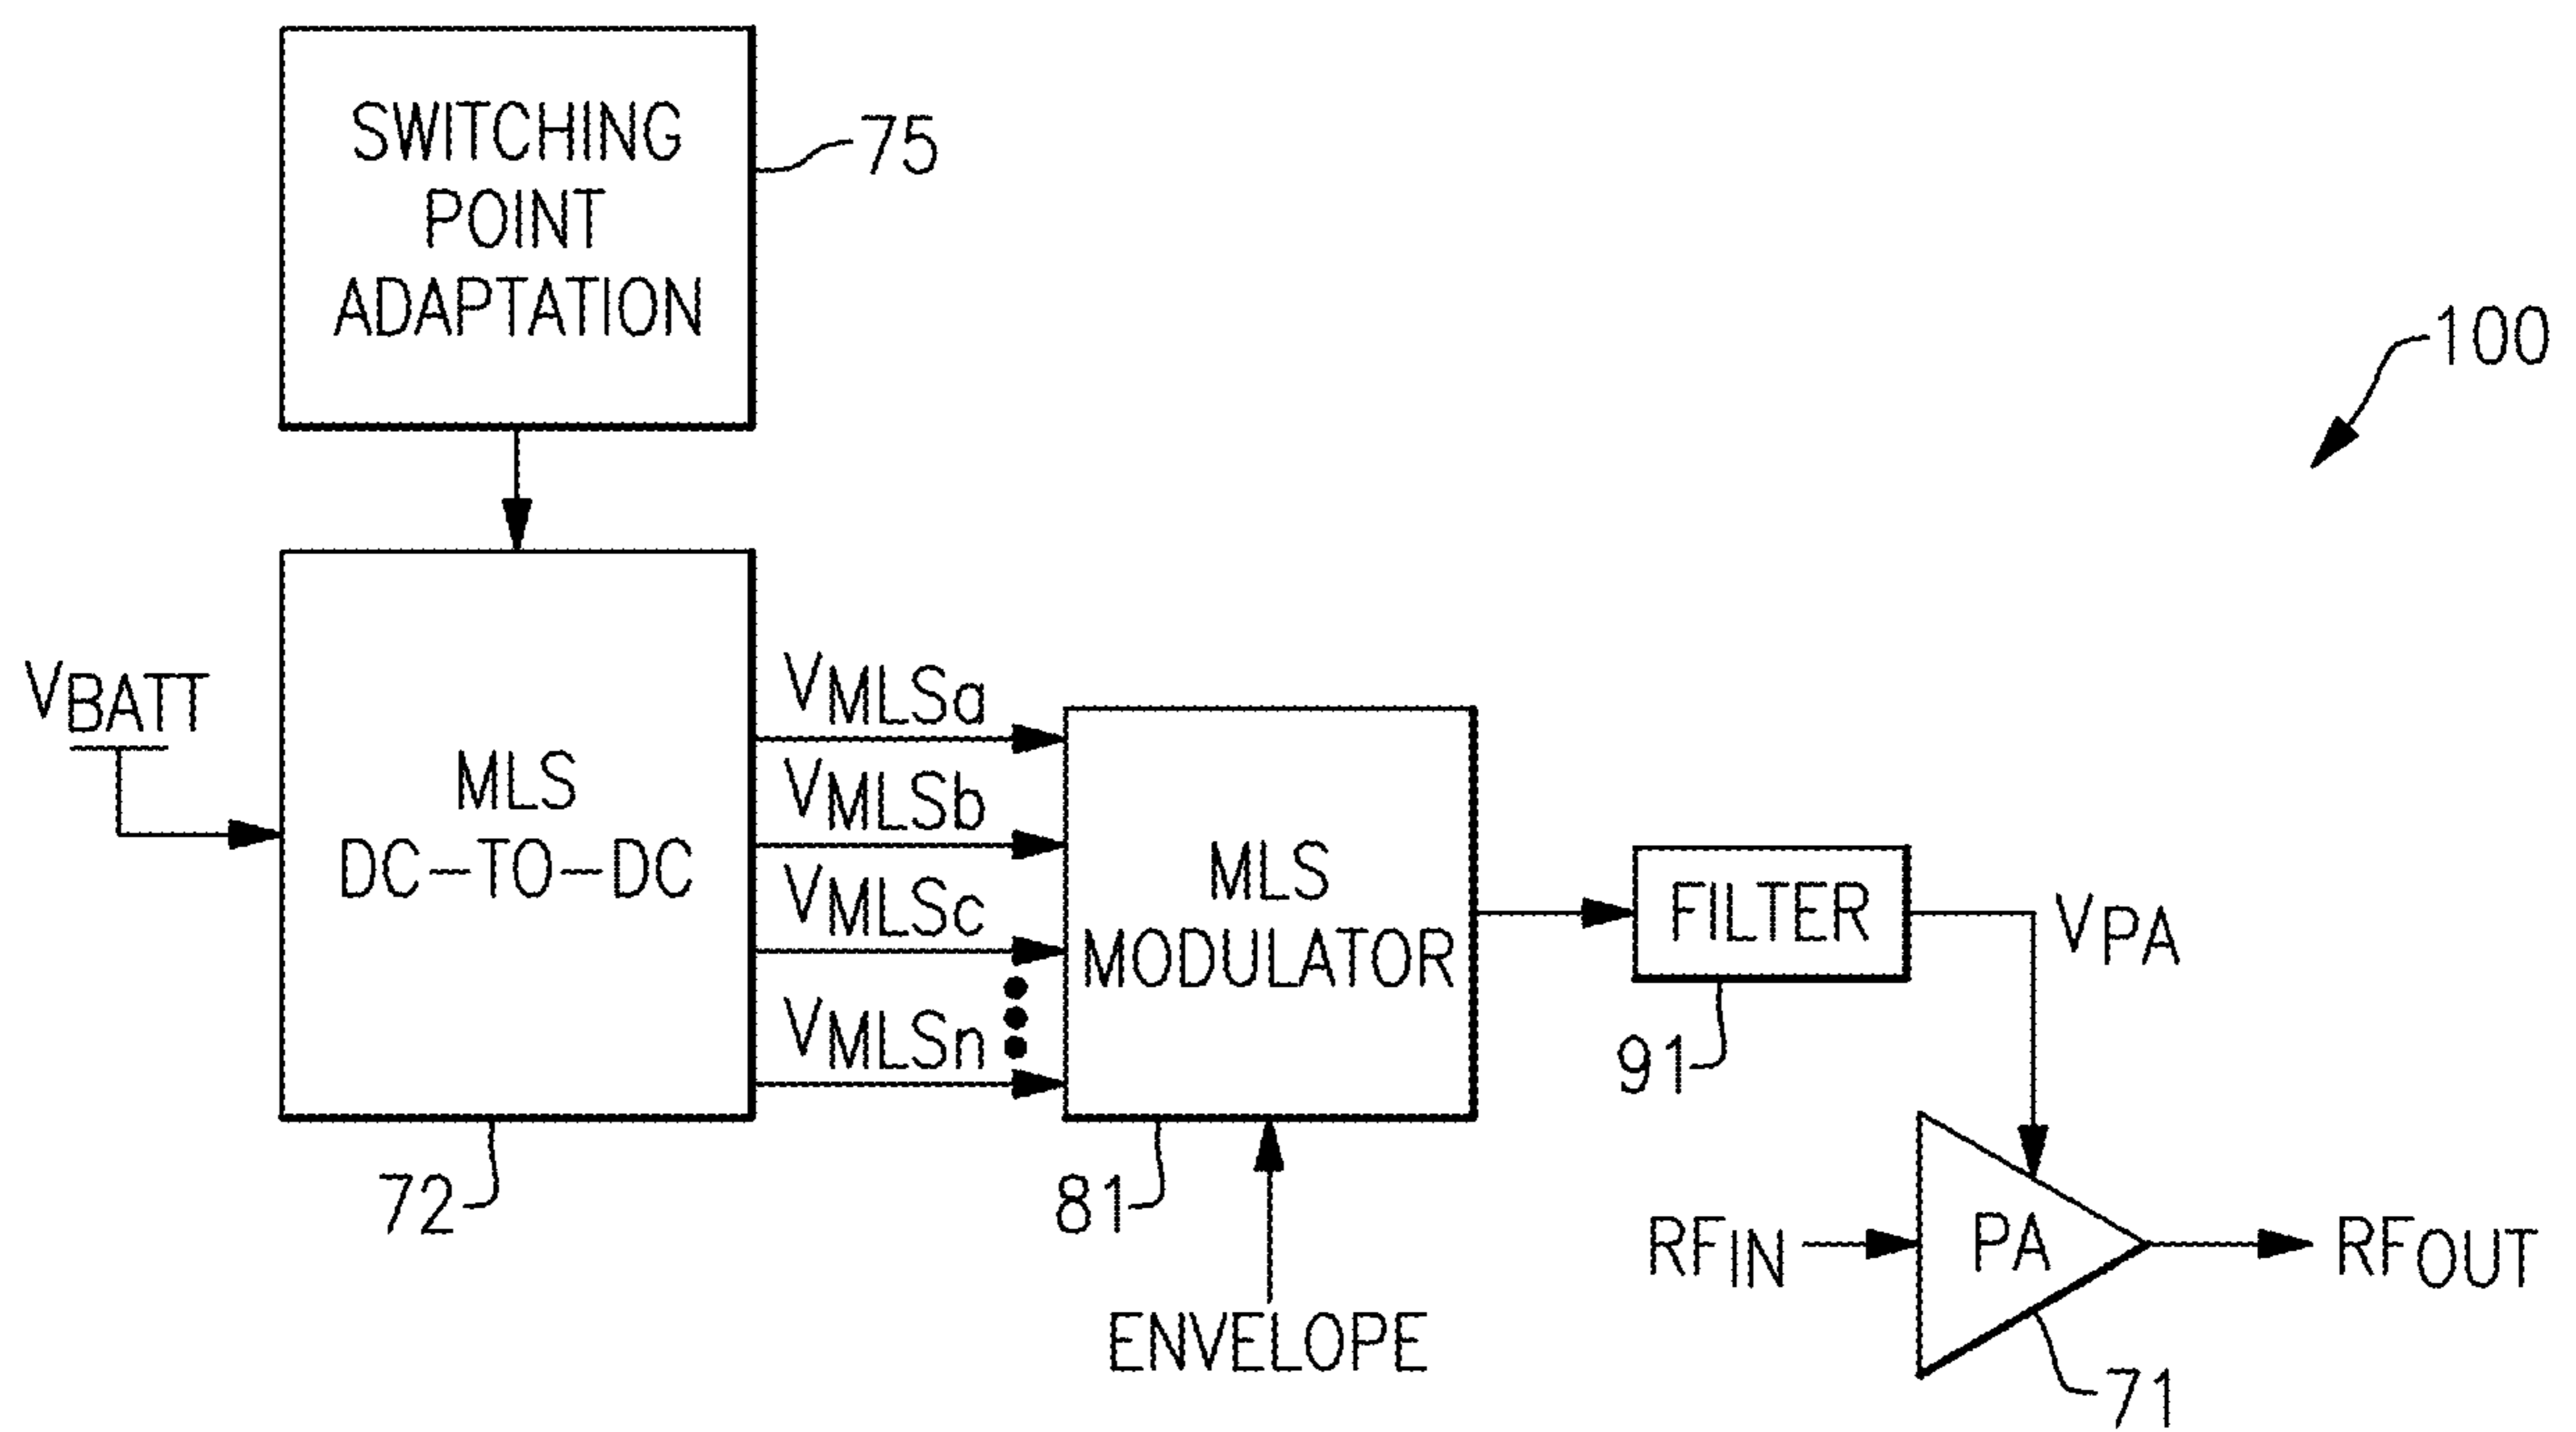 SWITCHING
POINT
ADAPTATION
75
100
VBATT
MLS
DC-TO-DC
72
VMLSa
VMLSb
VMLSc
VMLSn
MLS
MODULATOR
81
ENVELOPE
FILTER
91
VPA
RFIN
PA
RFOUT
71